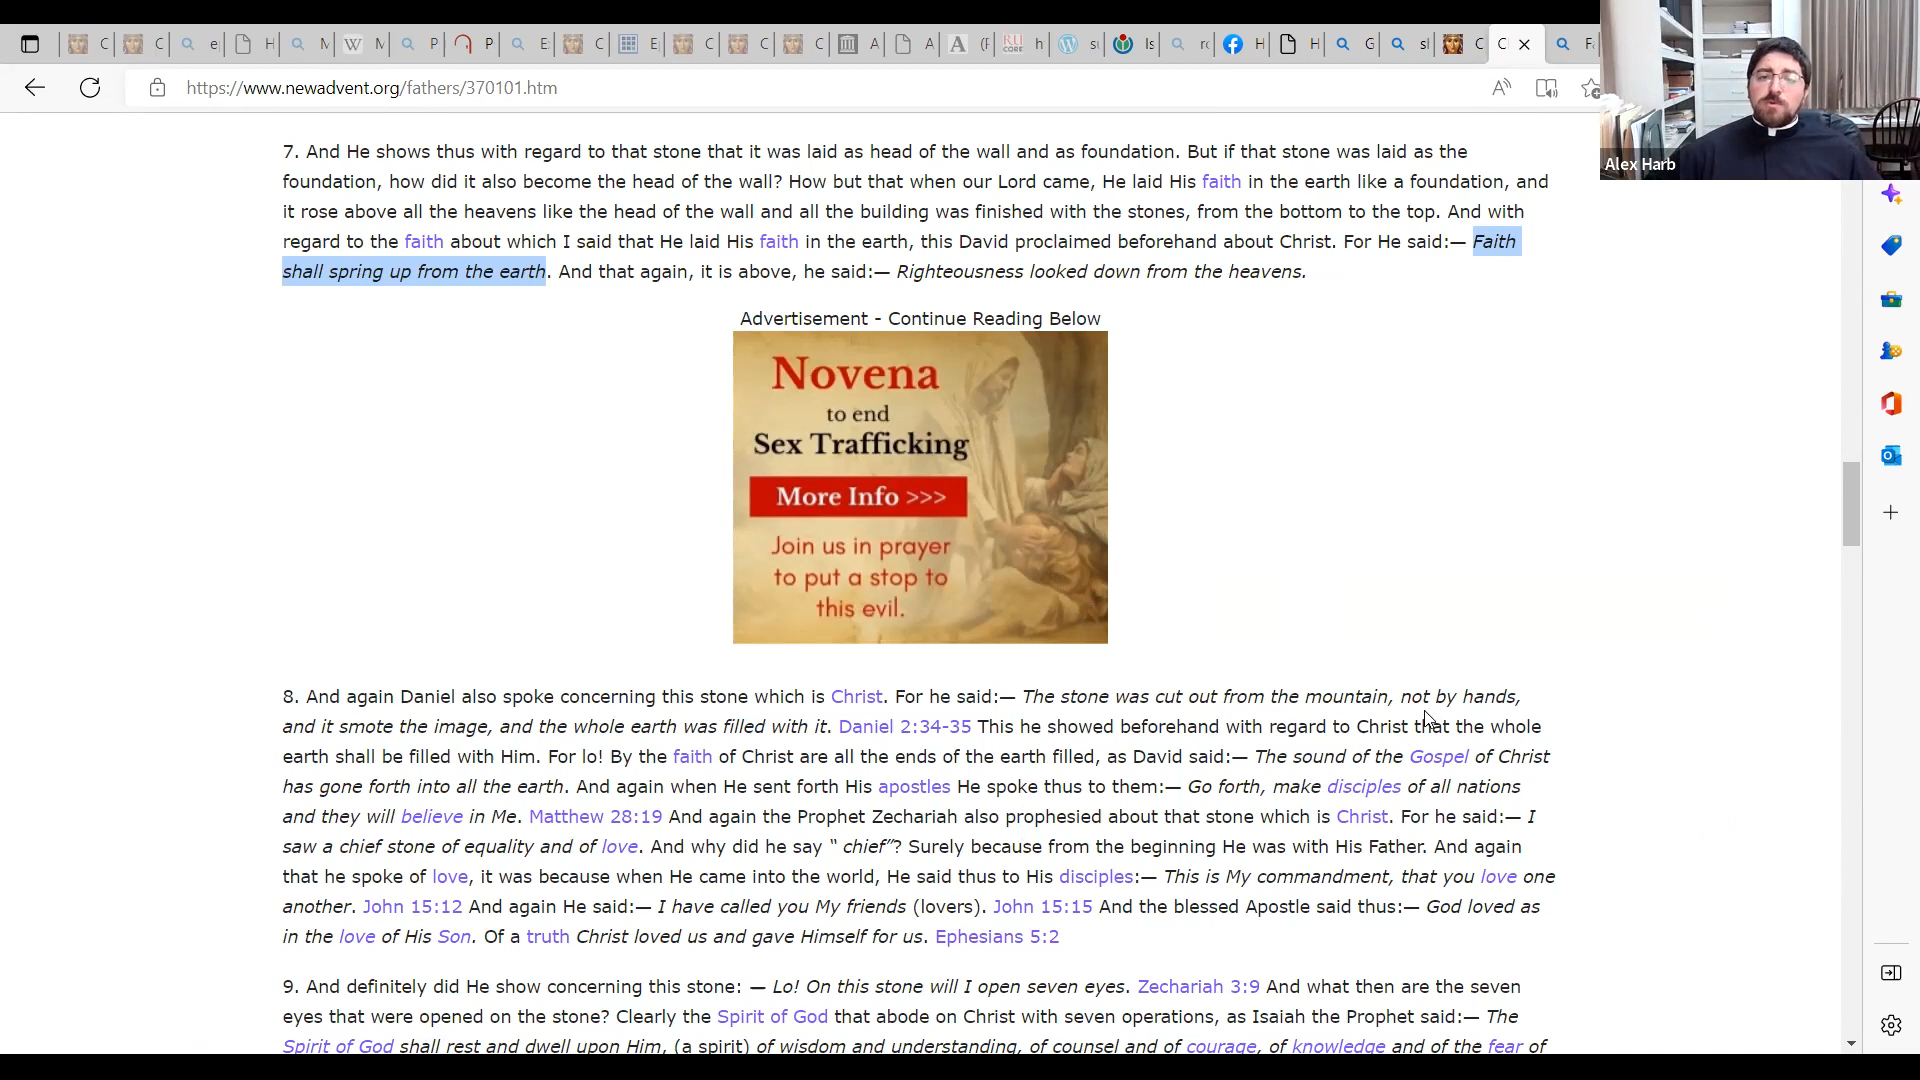 C
C
e
H
M
W
M
P
P
E
C
E
C
C
C
A
A
A
(F
RU
CORE
h
sı
Is
ro
H
H
G
sl
C
C
F
https://www.newadvent.org/fathers/370101.htm
Alex Harb
7. And He shows thus with regard to that stone that it was laid as head of the wall and as foundation. But if that stone was laid as the
foundation, how did it also become the head of the wall? How but that when our Lord came, He laid His faith in the earth like a foundation, and
it rose above all the heavens like the head of the wall and all the building was finished with the stones, from the bottom to the top. And with
regard to the faith about which I said that He laid His faith in the earth, this David proclaimed beforehand about Christ. For He said:— Faith
shall spring up from the earth. And that again, it is above, he said:— Righteousness looked down from the heavens.
Advertisement - Continue Reading Below
Novena
to end
Sex Trafficking
More Info >>>
Join us in prayer
to put a stop to
this evil.
8. And again Daniel also spoke concerning this stone which is Christ. For he said:— The stone was cut out from the mountain, not by hands,
and it smote the image, and the whole earth was filled with it. Daniel 2:34-35 This he showed beforehand with regard to Christ that the whole
earth shall be filled with Him. For lo! By the faith of Christ are all the ends of the earth filled, as David said:— The sound of the Gospel of Christ
has gone forth into all the earth. And again when He sent forth His apostles He spoke thus to them:— Go forth, make disciples of all nations
and they will believe in Me. Matthew 28:19 And again the Prophet Zechariah also prophesied about that stone which is Christ. For he said:— I
saw a chief stone of equality and of love. And why did he say “ chief”? Surely because from the beginning He was with His Father. And again
that he spoke of love, it was because when He came into the world, He said thus to His disciples:— This is My commandment, that you love one
another. John 15:12 And again He said:— I have called you My friends (lovers). John 15:15 And the blessed Apostle said thus:— God loved as
in the love of His Son. Of a truth Christ loved us and gave Himself for us. Ephesians 5:2
9. And definitely did He show concerning this stone: — Lo! On this stone will I open seven eyes. Zechariah 3:9 And what then are the seven
eyes that were opened on the stone? Clearly the Spirit of God that abode on Christ with seven operations, as Isaiah the Prophet said:— The
Spirit of God shall rest and dwell upon Him, (a spirit) of wisdom and understanding, of counsel and of courage, of knowledge and of the fear of